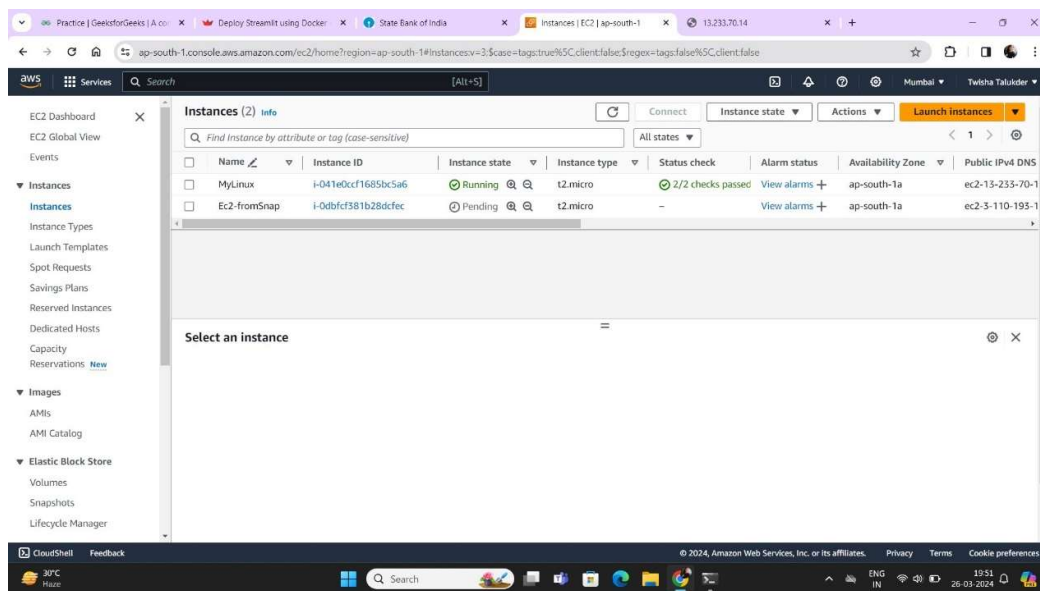 Practice | GeeksforGeeks | A co
Deploy Streamlit using Docker
State Bank of India
Instances | EC2 | ap-south-1
13.233.70.14
ap-south-1.console.aws.amazon.com/ec2/home?region=ap-south-1#Instances:v=3;$case=tags:true%5C,client:false;$regex=tags:false%5C,client:false
aws Services Search [Alt+S] Mumbai Twisha Talukder
EC2 Dashboard
EC2 Global View
Events
Instances
Instances
Instance Types
Launch Templates
Spot Requests
Savings Plans
Reserved Instances
Dedicated Hosts
Capacity
Reservations New
Images
AMIs
AMI Catalog
Elastic Block Store
Volumes
Snapshots
Lifecycle Manager
Instances (2) Info Connect Instance state Actions Launch instances
Find Instance by attribute or tag (case-sensitive) All states 1
Name Instance ID Instance state Instance type Status check Alarm status Availability Zone Public IPv4 DNS
MyLinux i-041e0ccf1685bc5a6 Running t2.micro 2/2 checks passed View alarms + ap-south-1a ec2-13-233-70-1
Ec2-fromSnap i-0dbfcf381b28dcfec Pending t2.micro – View alarms + ap-south-1a ec2-3-110-193-1
Select an instance
CloudShell Feedback © 2024, Amazon Web Services, Inc. or its affiliates. Privacy Terms Cookie preferences
30°C
Haze
Search
ENG
IN
19:51
26-03-2024